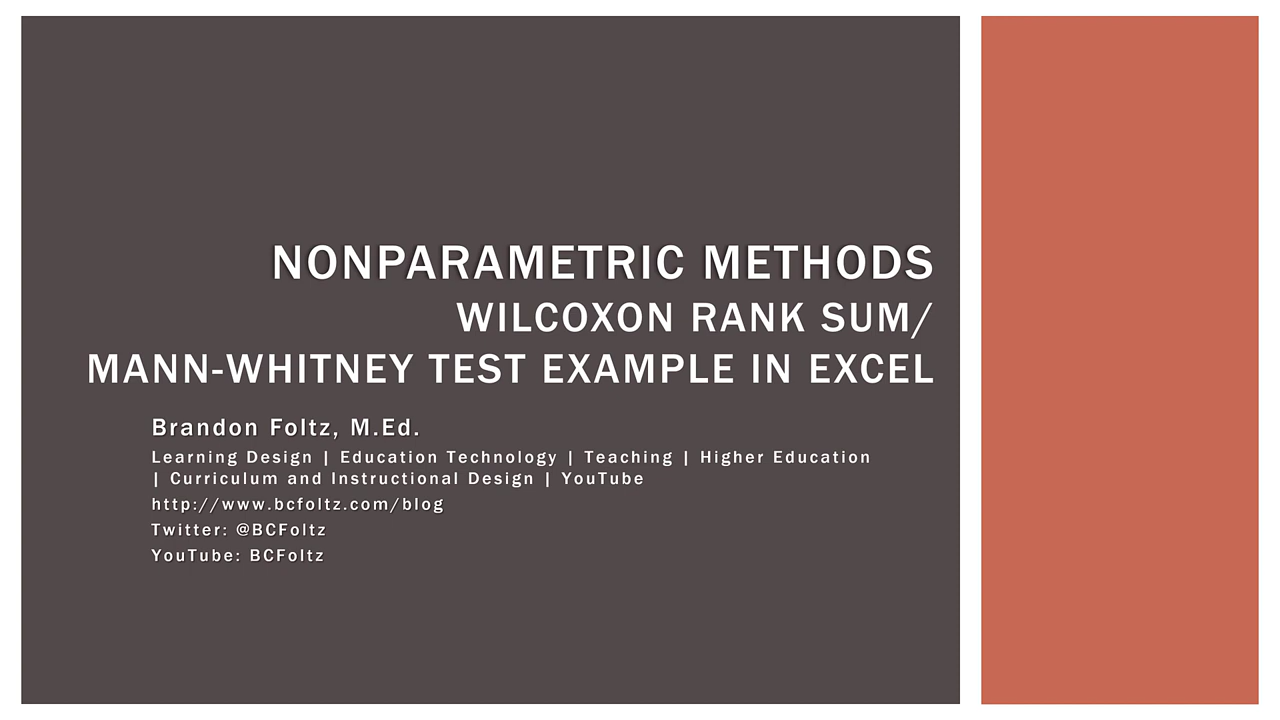 NONPARAMETRIC METHODS
WILCOXON RANK SUM/
MANN-WHITNEY TEST EXAMPLE IN EXCEL
Brandon Foltz, M.Ed.
Learning Design | Education Technology | Teaching | Higher Education
| Curriculum and Instructional Design | YouTube
http://www.bcfoltz.com/blog
Twitter: @BCFoltz
YouTube: BCFoltz